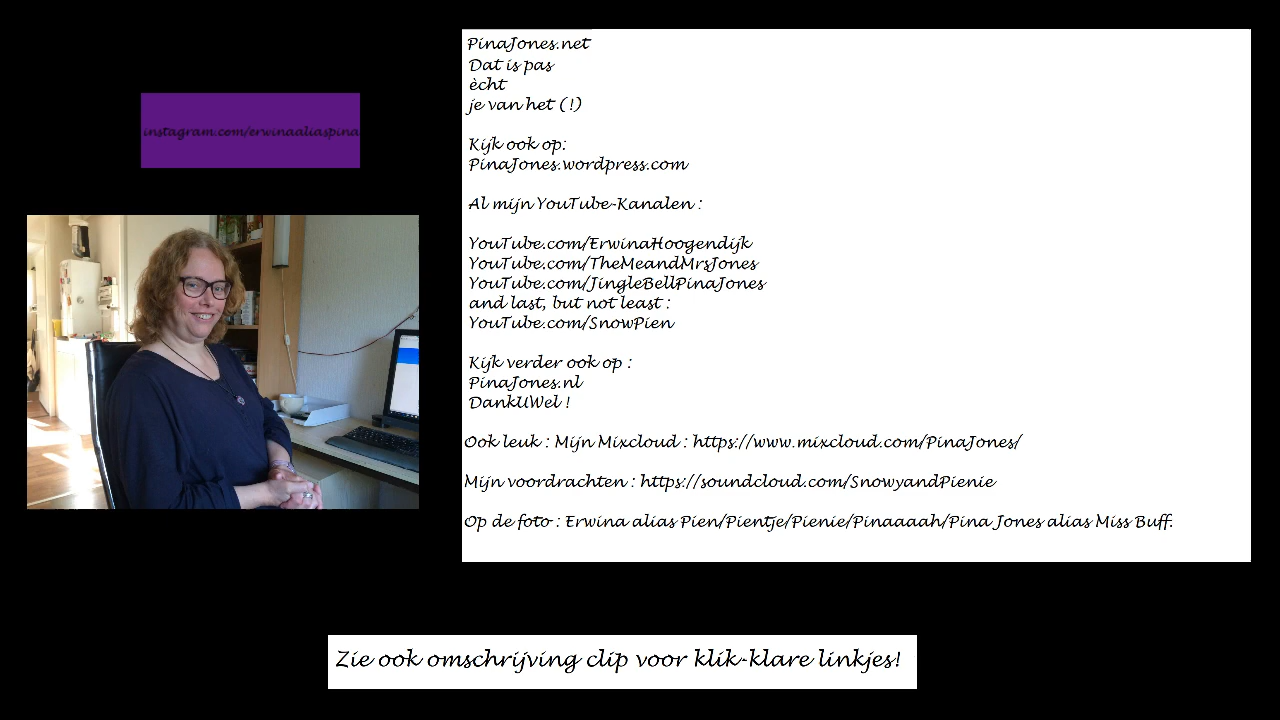 instagram.com/erwinaaliaspina
PinaJones.net
Dat is pas
ècht
je van het (!)
Kijk ook op:
PinaJones.wordpress.com
Al mijn YouTube-Kanalen :
YouTube.com/ErwinaHoogendijk
YouTube.com/TheMeandMrsJones
YouTube.com/JingleBellPinaJones
and last, but not least :
YouTube.com/SnowPien
Kijk verder ook op :
PinaJones.nl
DankUWel !
Ook leuk : Mijn Mixcloud : https://www.mixcloud.com/PinaJones/
Mijn voordrachten : https://soundcloud.com/SnowyandPienie
Op de foto : Erwina alias Pien/Pientje/Pienie/Pinaaaah/Pina Jones alias Miss Buff.
Zie ook omschrijving clip voor klik-klare linkjes!